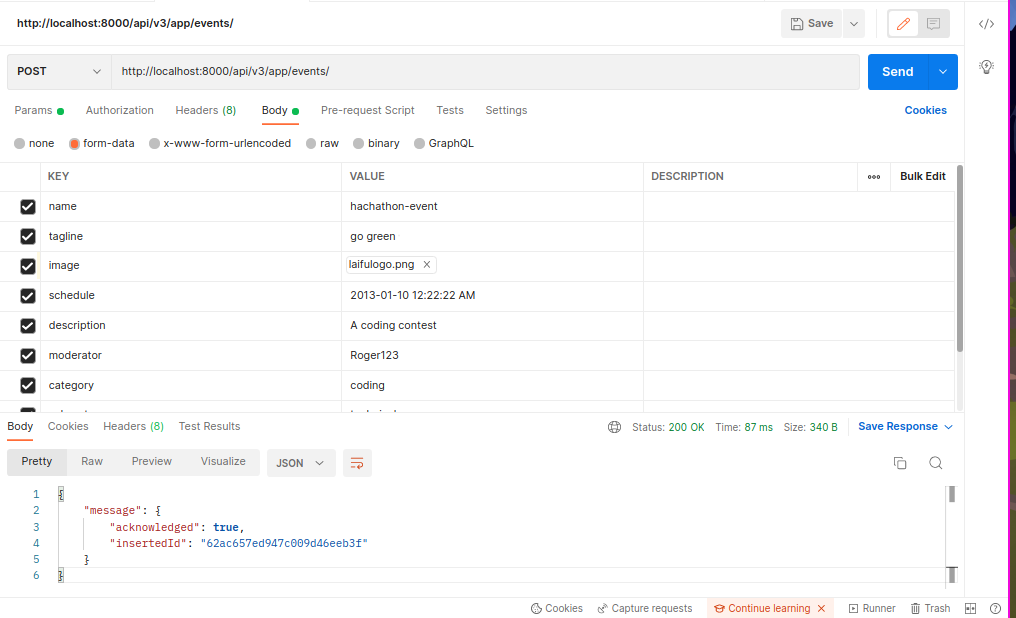 http://localhost:8000/api/v3/app/events/
Save
POST http://localhost:8000/api/v3/app/events/ Send
Params Authorization Headers (8) Body Pre-request Script Tests Settings Cookies
none form-data x-www-form-urlencoded raw binary GraphQL
KEY VALUE DESCRIPTION ooo Bulk Edit
name hachathon-event
tagline go green
image laifulogo.png ×
schedule 2013-01-10 12:22:22 AM
description A coding contest
moderator Roger123
category coding
Body Cookies Headers (8) Test Results Status: 200 OK Time: 87 ms Size: 340 B Save Response
Pretty Raw Preview Visualize JSON
1 {
2 "message": {
3 "acknowledged": true,
4 "insertedId": "62ac657ed947c009d46eeb3f"
5 }
6 }
Cookies Capture requests Continue learning × Runner Trash